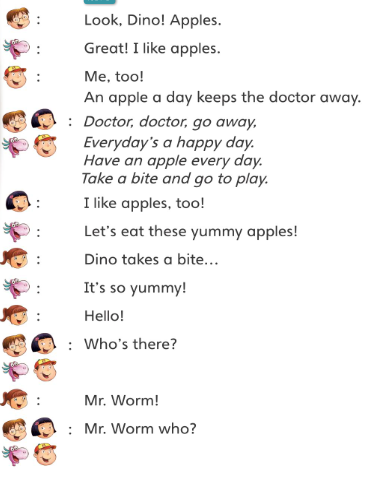 : Look, Dino! Apples.
: Great! I like apples.
: Me, too!
An apple a day keeps the doctor away.
: Doctor, doctor, go away,
Everyday's a happy day.
Have an apple every day.
Take a bite and go to play.
: I like apples, too!
: Let's eat these yummy apples!
: Dino takes a bite…
: It's so yummy!
: Hello!
: Who's there?
: Mr. Worm!
: Mr. Worm who?